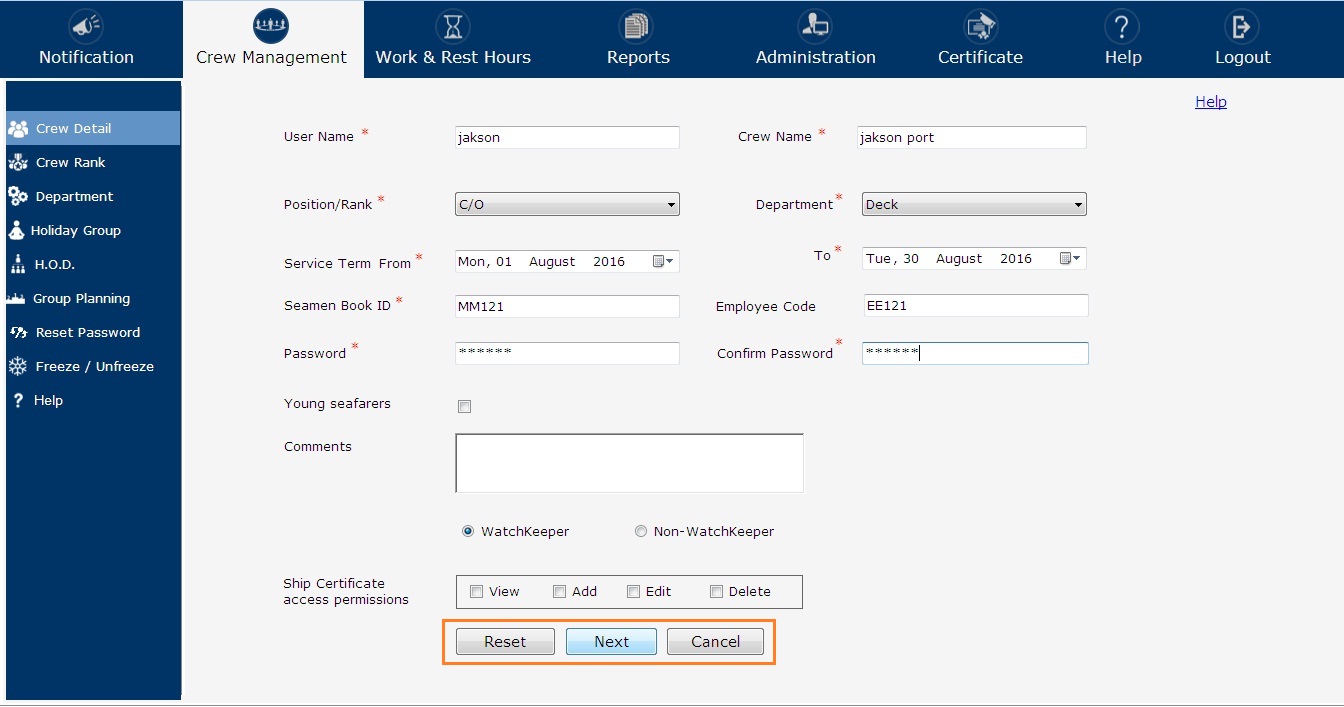 Notification
Crew Management
Work & Rest Hours
Reports
Administration
Certificate
Help
Logout
Help
Crew Detail
Crew Rank
Department
Holiday Group
H.O.D.
Group Planning
Reset Password
Freeze / Unfreeze
Help
User Name * jakson Crew Name * jakson port
Position/Rank * C/O Department * Deck
Service Term From * Mon, 01 August 2016 To * Tue, 30 August 2016
Seamen Book ID * MM121 Employee Code EE121
Password * ****** Confirm Password * ******
Young seafarers
Comments
WatchKeeper Non-WatchKeeper
Ship Certificate
access permissions
View Add Edit Delete
Reset Next Cancel